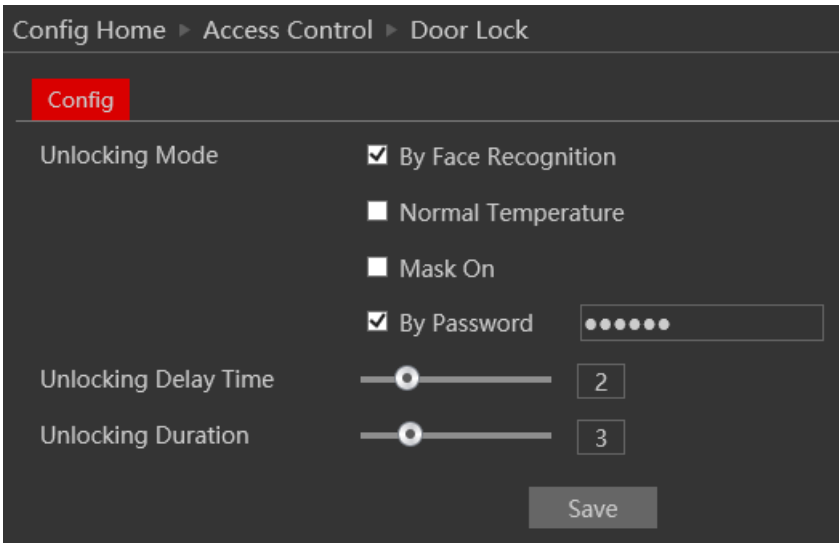 Config Home ▶ Access Control ▶ Door Lock
Config
Unlocking Mode
By Face Recognition
Normal Temperature
Mask On
By Password ●●●●●●
Unlocking Delay Time 2
Unlocking Duration 3
Save